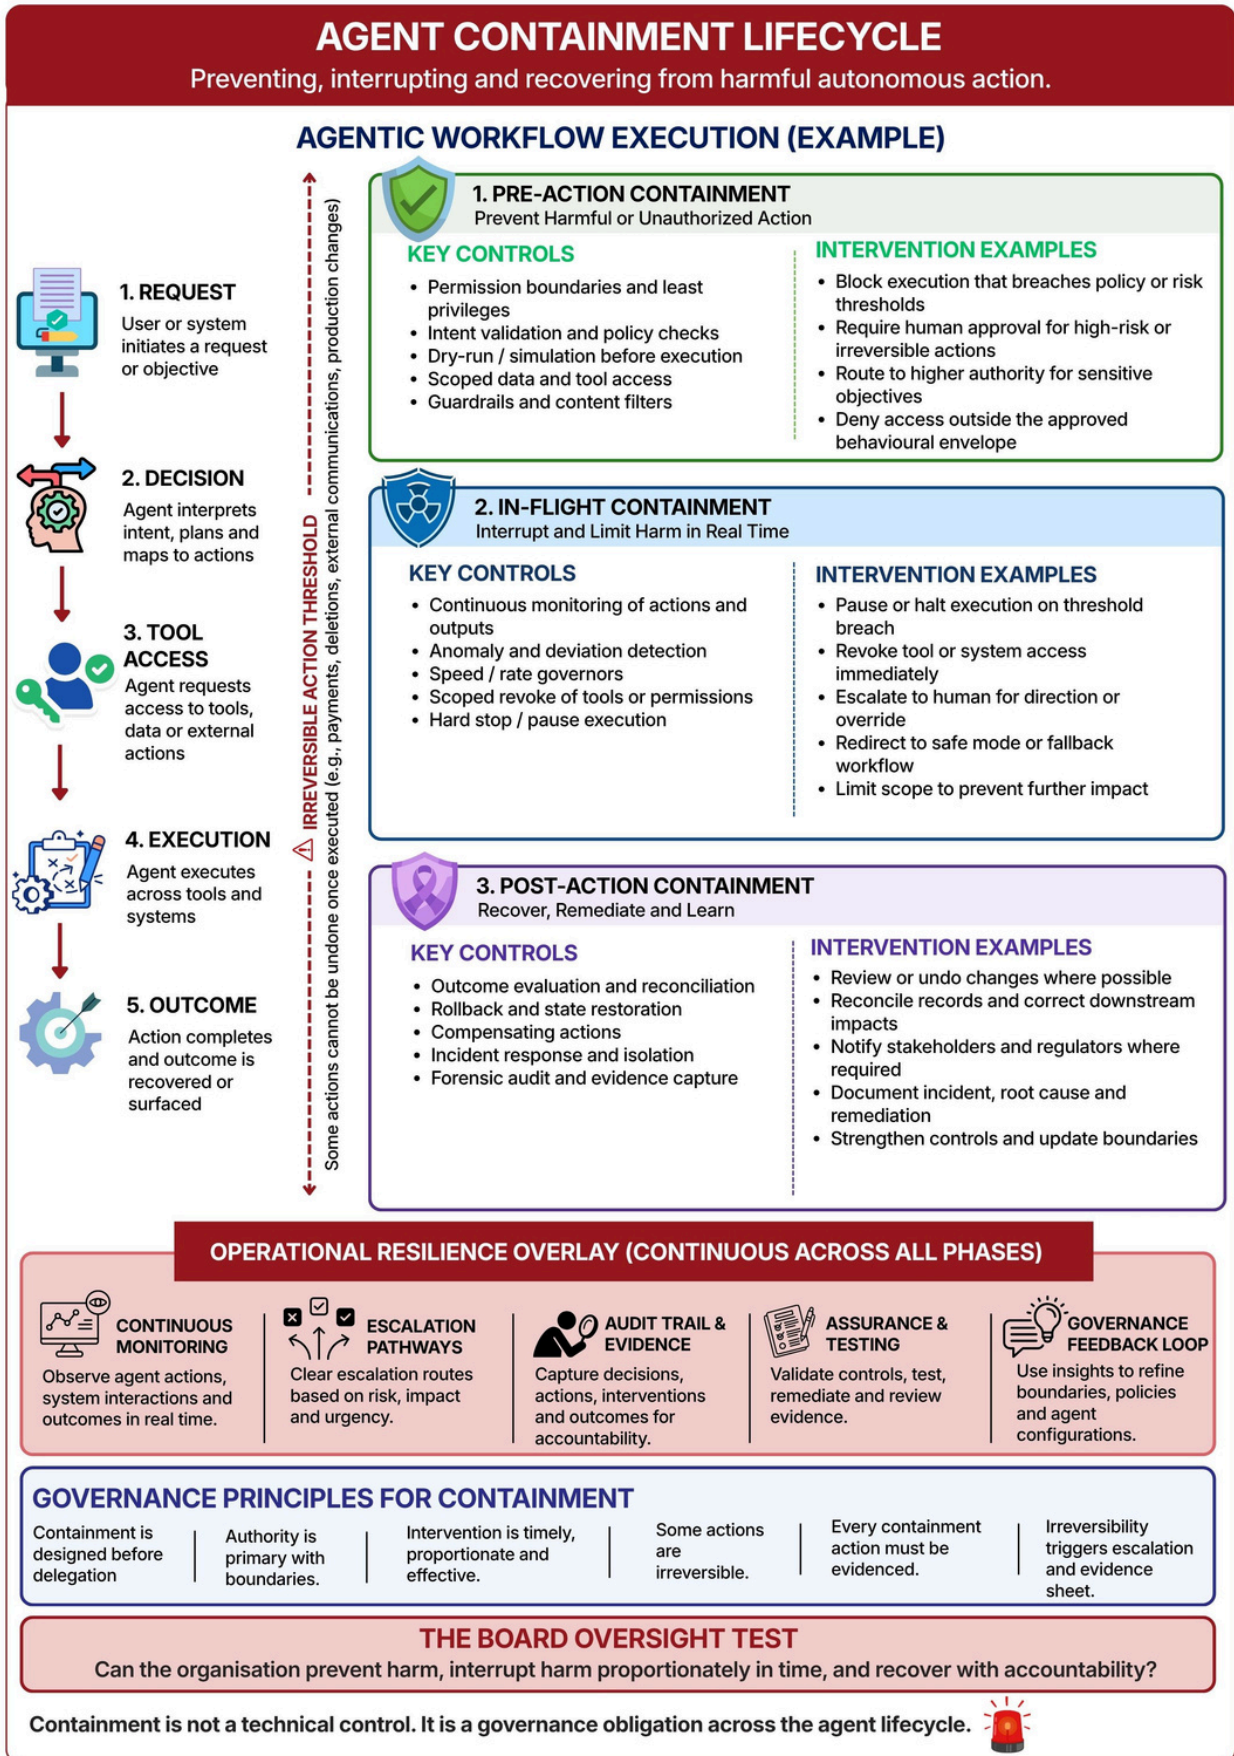 AGENT CONTAINMENT LIFECYCLE
Preventing, interrupting and recovering from harmful autonomous action.
AGENTIC WORKFLOW EXECUTION (EXAMPLE)
1. REQUEST
User or system
initiates a request
or objective
2. DECISION
Agent interprets
intent, plans and
maps to actions
3. TOOL
ACCESS
Agent requests
access to tools,
data or external
actions
4. EXECUTION
Agent executes
across tools and
systems
5. OUTCOME
Action completes
and outcome is
recovered or
surfaced
IRREVERSIBLE ACTION THRESHOLD
Some actions cannot be undone once executed (e.g., payments, deletions, external communications, production changes)
1. PRE-ACTION CONTAINMENT
Prevent Harmful or Unauthorized Action
KEY CONTROLS
• Permission boundaries and least
privileges
• Intent validation and policy checks
• Dry-run / simulation before execution
• Scoped data and tool access
• Guardrails and content filters
INTERVENTION EXAMPLES
• Block execution that breaches policy or risk
thresholds
• Require human approval for high-risk or
irreversible actions
• Route to higher authority for sensitive
objectives
• Deny access outside the approved
behavioural envelope
2. IN-FLIGHT CONTAINMENT
Interrupt and Limit Harm in Real Time
KEY CONTROLS
• Continuous monitoring of actions and
outputs
• Anomaly and deviation detection
• Speed / rate governors
• Scoped revoke of tools or permissions
• Hard stop / pause execution
INTERVENTION EXAMPLES
• Pause or halt execution on threshold
breach
• Revoke tool or system access
immediately
• Escalate to human for direction or
override
• Redirect to safe mode or fallback
workflow
• Limit scope to prevent further impact
3. POST-ACTION CONTAINMENT
Recover, Remediate and Learn
KEY CONTROLS
• Outcome evaluation and reconciliation
• Rollback and state restoration
• Compensating actions
• Incident response and isolation
• Forensic audit and evidence capture
INTERVENTION EXAMPLES
• Review or undo changes where possible
• Reconcile records and correct downstream
impacts
• Notify stakeholders and regulators where
required
• Document incident, root cause and
remediation
• Strengthen controls and update boundaries
OPERATIONAL RESILIENCE OVERLAY (CONTINUOUS ACROSS ALL PHASES)
CONTINUOUS
MONITORING
Observe agent actions,
system interactions and
outcomes in real time.
ESCALATION
PATHWAYS
Clear escalation routes
based on risk, impact
and urgency.
AUDIT TRAIL &
EVIDENCE
Capture decisions,
actions, interventions
and outcomes for
accountability.
ASSURANCE &
TESTING
Validate controls, test,
remediate and review
evidence.
GOVERNANCE
FEEDBACK LOOP
Use insights to refine
boundaries, policies
and agent
configurations.
GOVERNANCE PRINCIPLES FOR CONTAINMENT
Containment is
designed before
delegation
Authority is
primary with
boundaries.
Intervention is timely,
proportionate and
effective.
Some actions
are
irreversible.
Every containment
action must be
evidenced.
Irreversibility
triggers escalation
and evidence
sheet.
THE BOARD OVERSIGHT TEST
Can the organisation prevent harm, interrupt harm proportionately in time, and recover with accountability?
Containment is not a technical control. It is a governance obligation across the agent lifecycle.